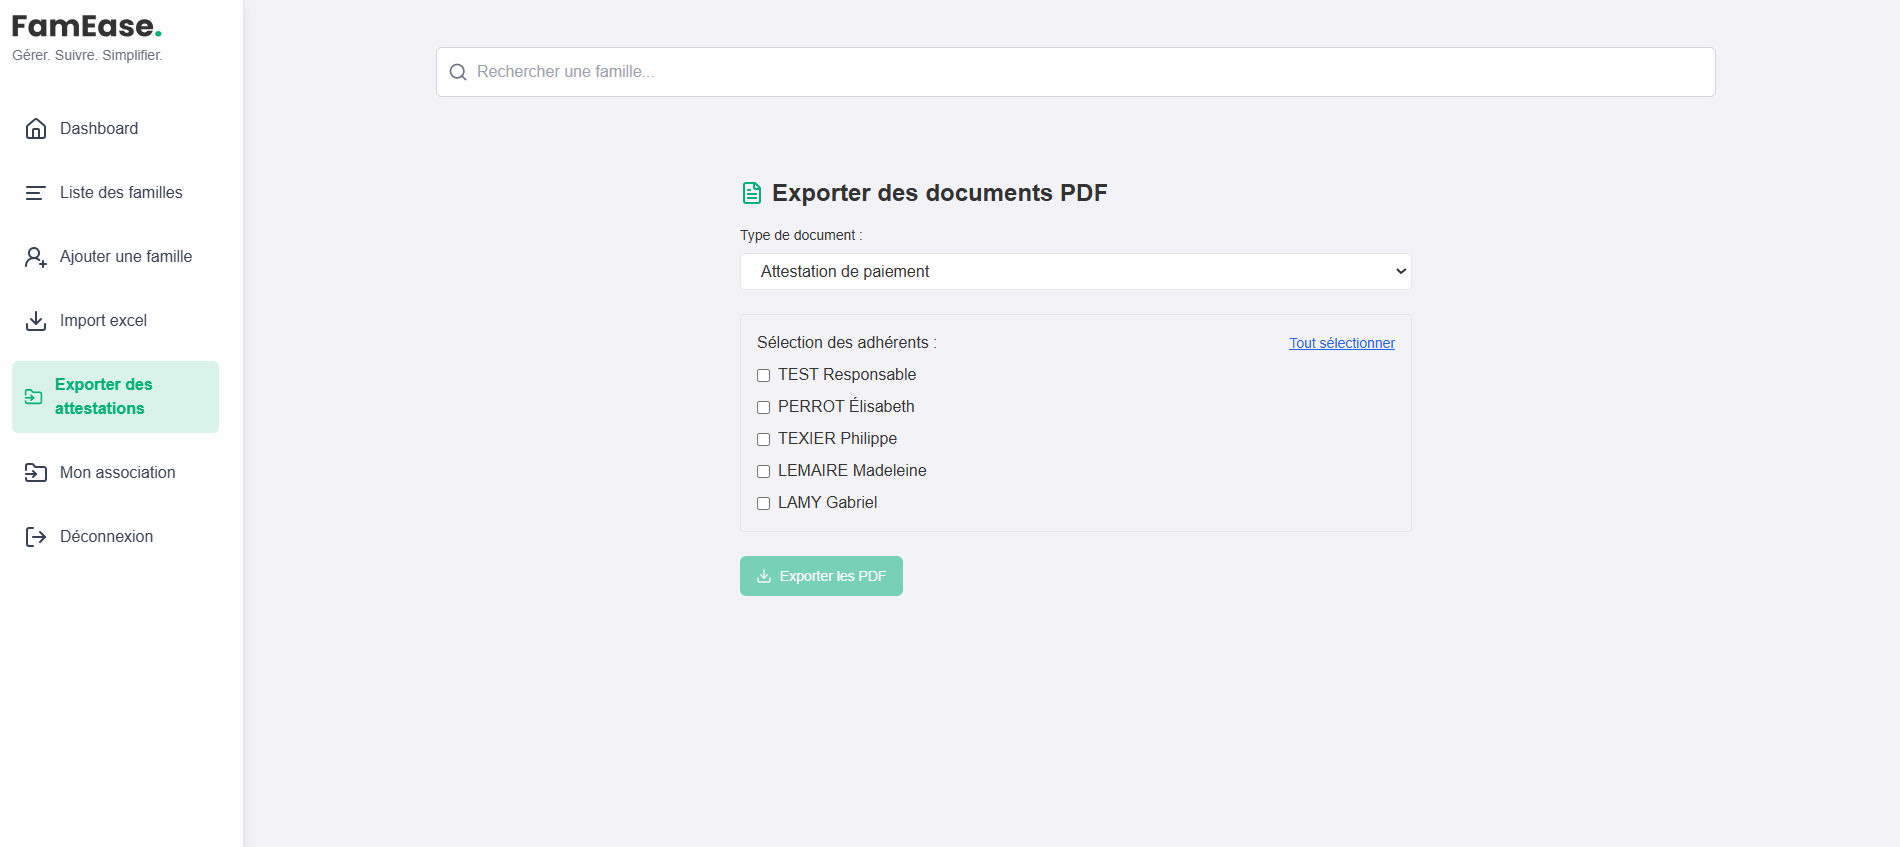 FamEase.
Gérer. Suivre. Simplifier.
Dashboard
Liste des familles
Ajouter une famille
Import excel
Exporter des
attestations
Mon association
Déconnexion
Rechercher une famille...
Exporter des documents PDF
Type de document :
Attestation de paiement
Sélection des adhérents :
Tout sélectionner
TEST Responsable
PERROT Élisabeth
TEXIER Philippe
LEMAIRE Madeleine
LAMY Gabriel
Exporter les PDF